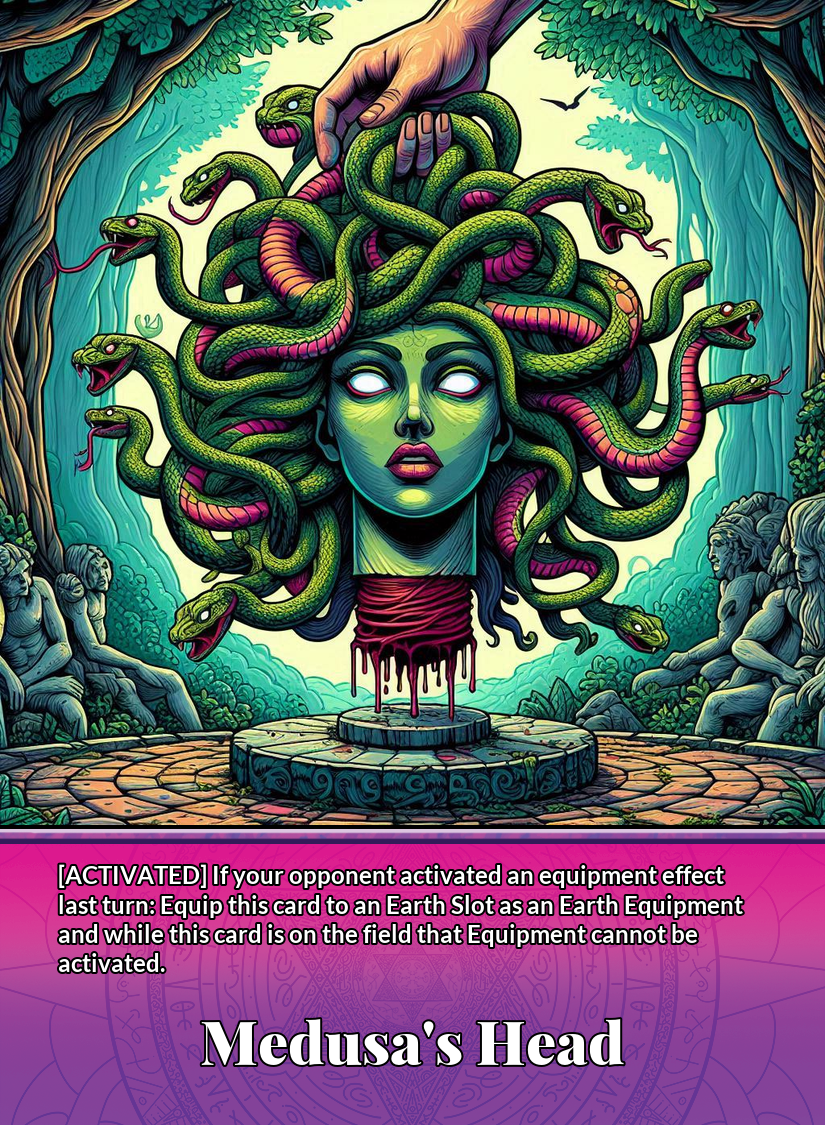 [ACTIVATED] If your opponent activated an equipment effect
last turn: Equip this card to an Earth Slot as an Earth Equipment
and while this card is on the field that Equipment cannot be
activated.
Medusa's Head